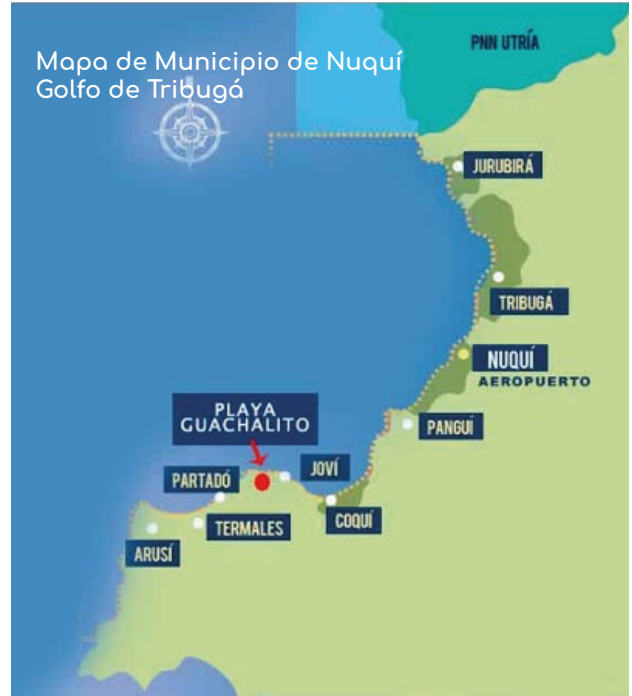 Mapa de Municipio de Nuquí
Golfo de Tribugá
PNN UTRÍA
JURUBIRÁ
TRIBUGÁ
NUQUÍ
AEROPUERTO
PLAYA
GUACHALITO
PANGUÍ
JOVÍ
PARTADÓ
COQUÍ
TERMALES
ARUSÍ